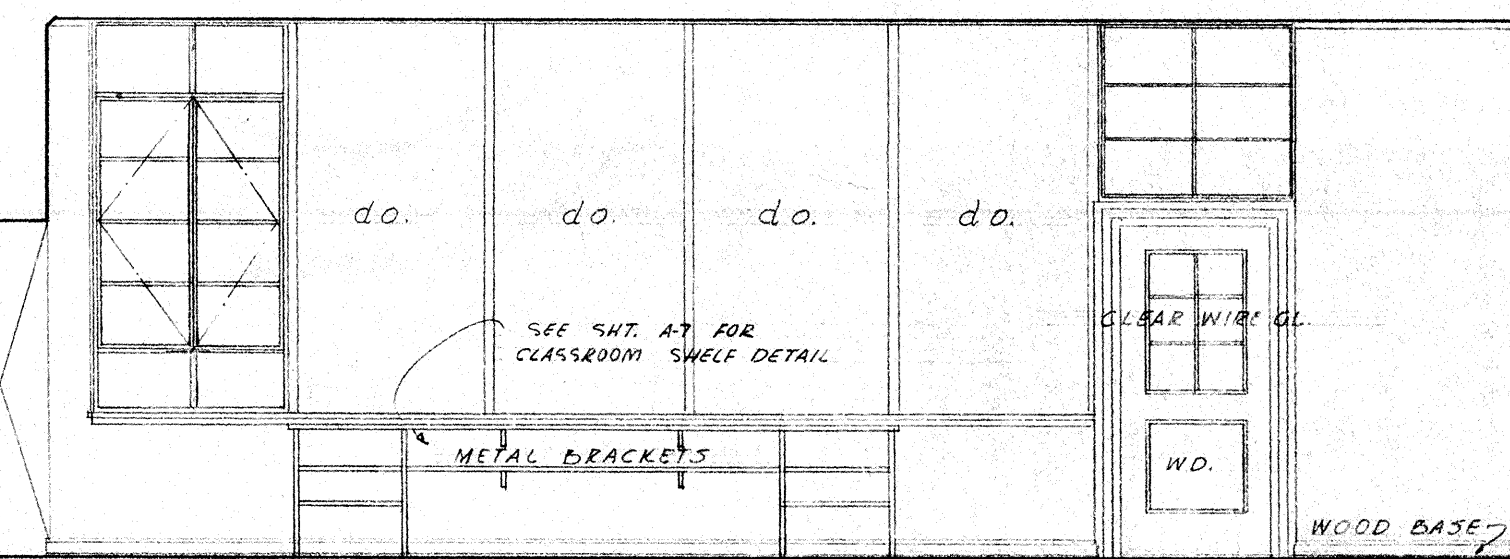 do.
do.
do.
do.
SEE SHT. A-7 FOR
CLASSROOM SHELF DETAIL
CLEAR WIRE GL.
METAL BRACKETS
WD.
WOOD BASE